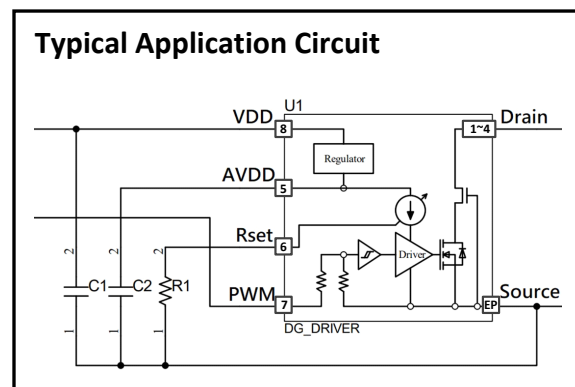 Typical Application Circuit
U1
VDD
8
1~4
Drain
Regulator
AVDD
5
Rset
6
2
2
2
C1
C2
R1
Driver
PWM
7
EP
Source
1
1
1
DG_DRIVER